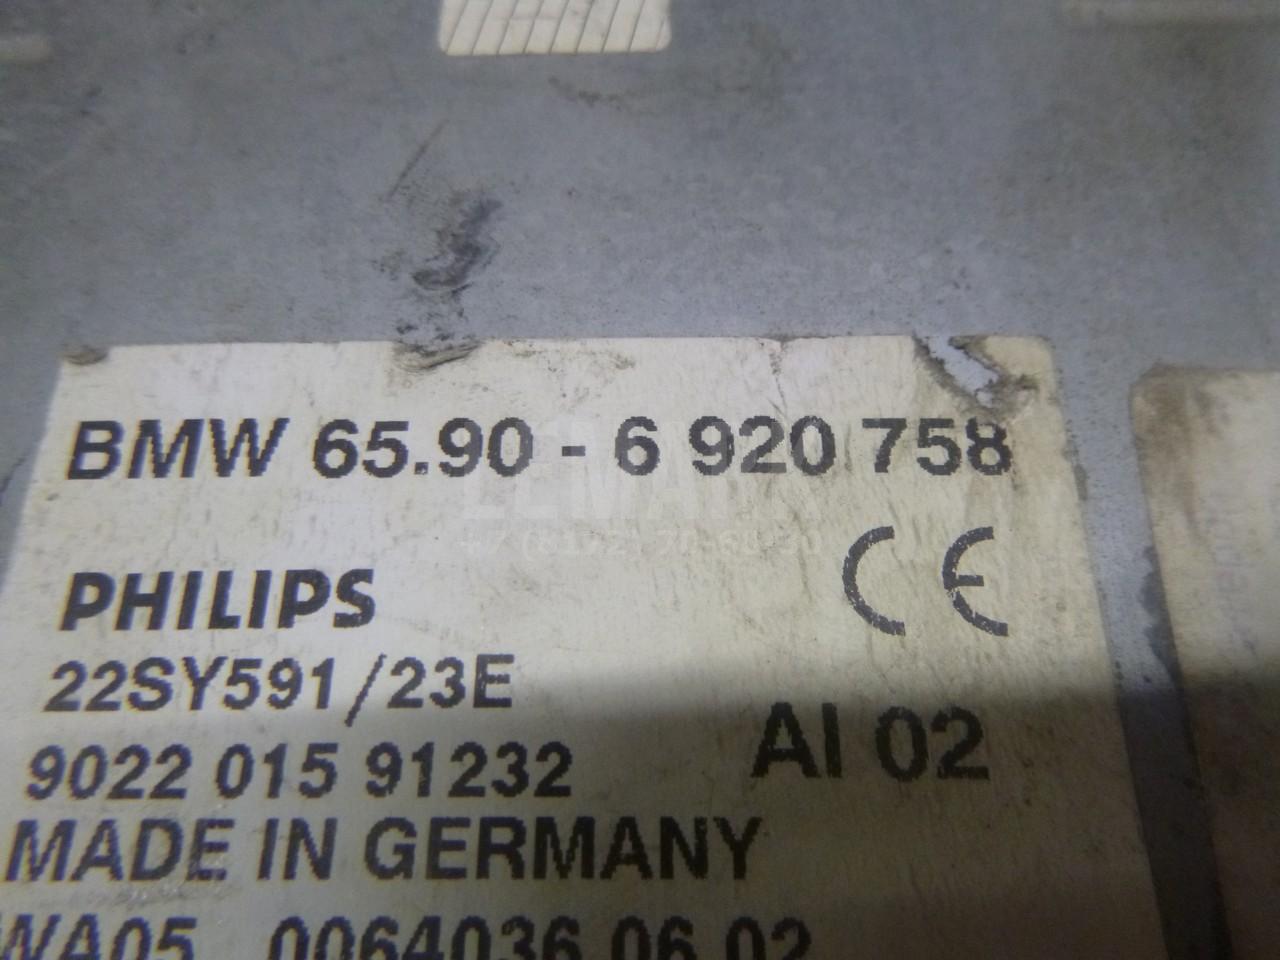 BMW 65.90 - 6 920 758
PHILIPS
CE
22SY591/23E
AI 02
9022 015 91232
MADE IN GERMANY
WA05 0064036 06 02